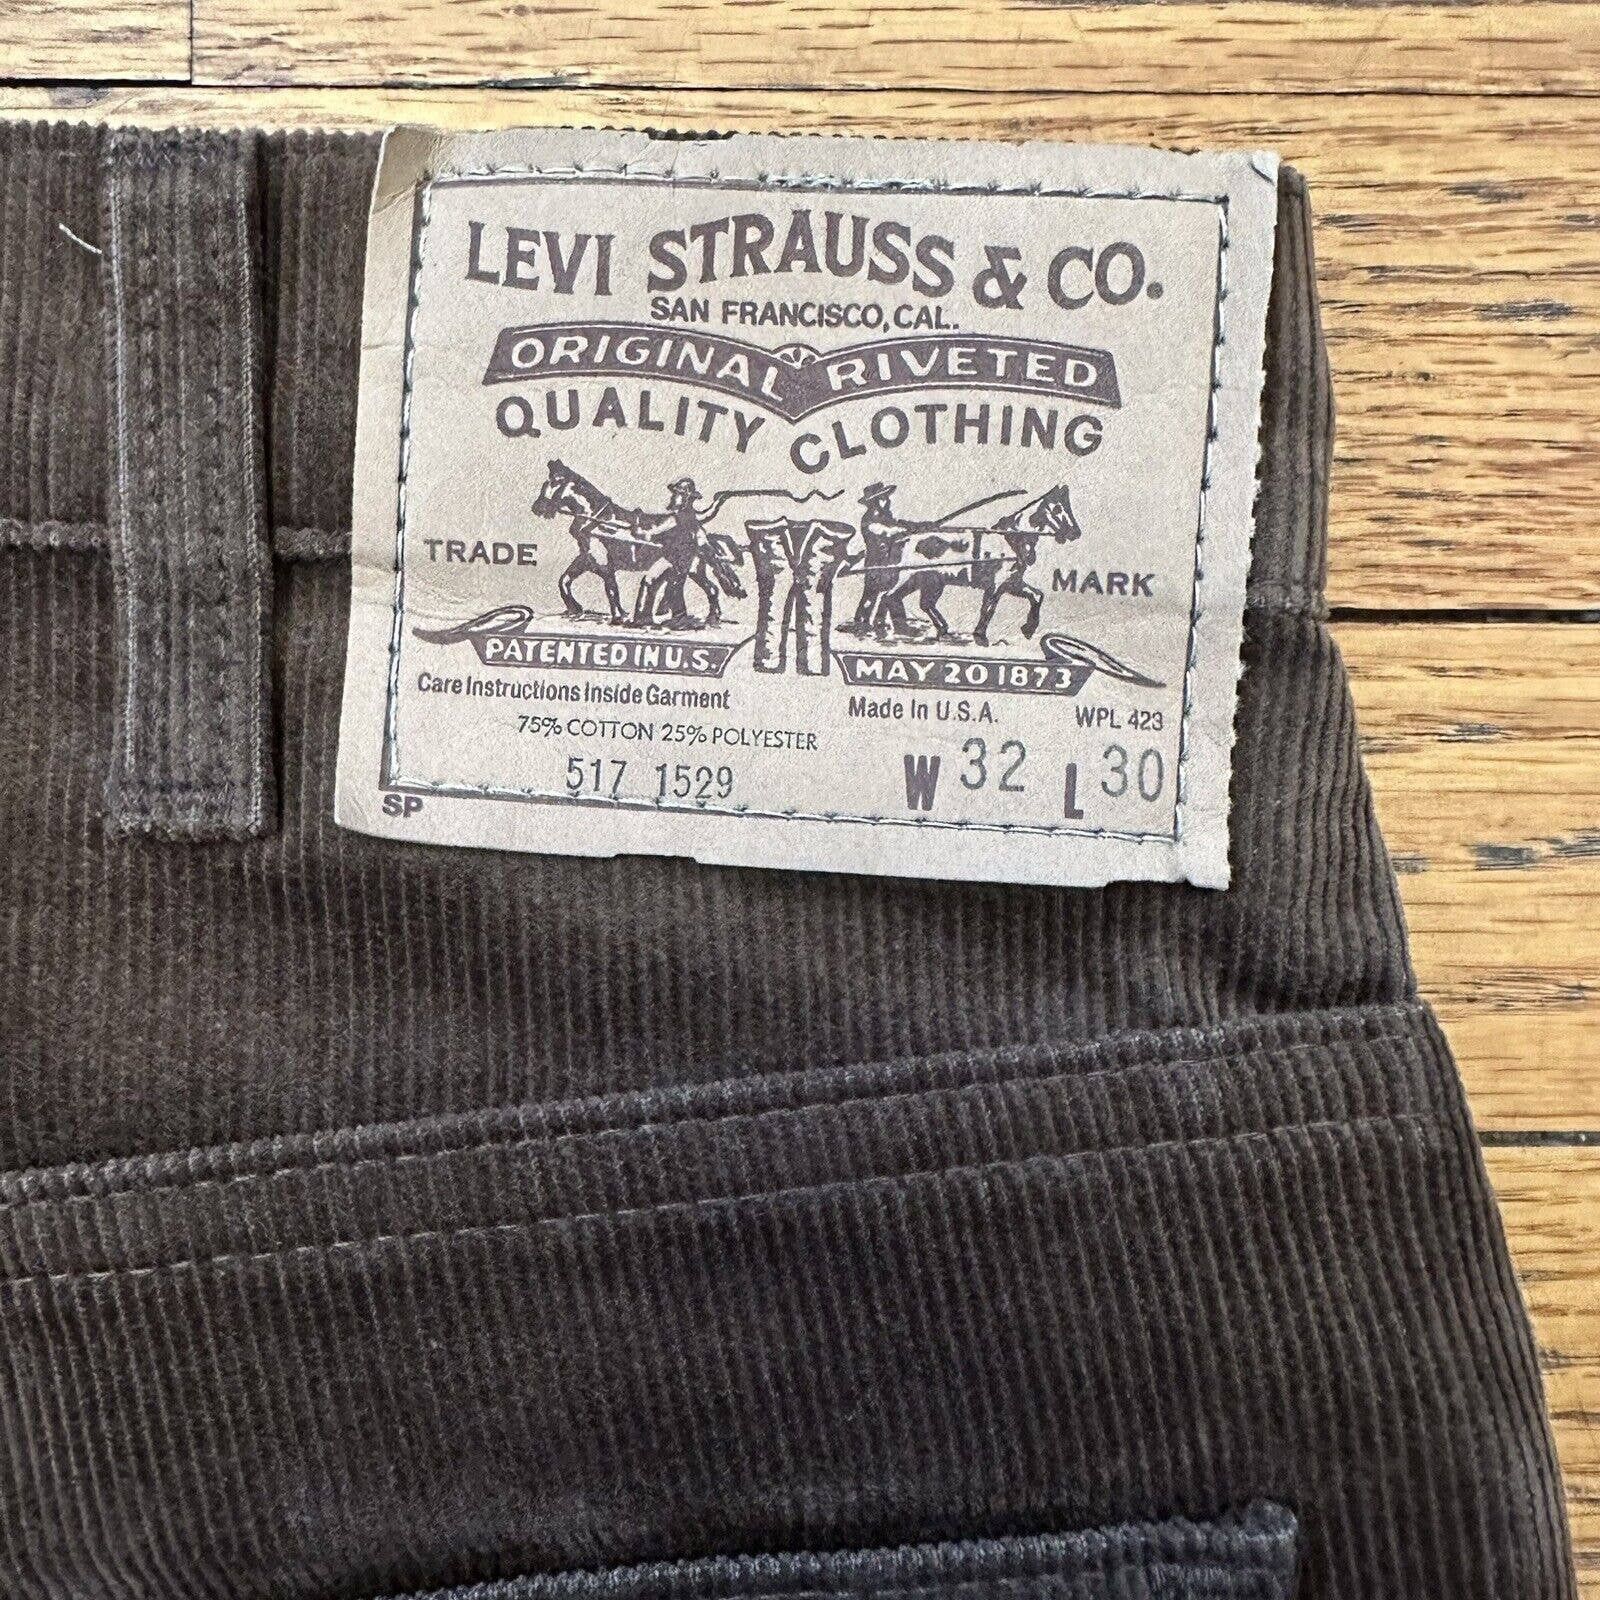 LEVI STRAUSS & CO.
SAN FRANCISCO, CAL.
ORIGINAL RIVETED
QUALITY CLOTHING
TRADE MARK
PATENTED IN U.S. MAY 20 1873
Care Instructions Inside Garment Made In U.S.A. WPL 423
75% COTTON 25% POLYESTER
517 1529 W 32 L 30
SP